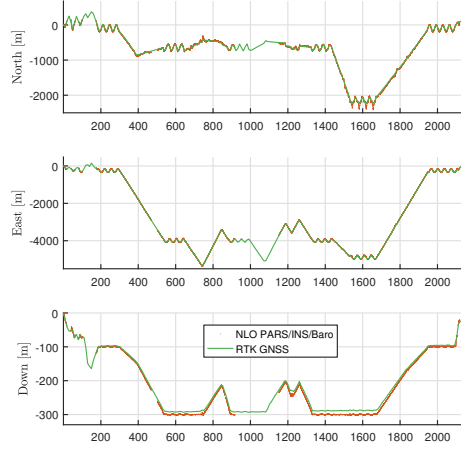 0
-1000
-2000
North [m]
200 400 600 800 1000 1200 1400 1600 1800 2000
0
-2000
-4000
East [m]
200 400 600 800 1000 1200 1400 1600 1800 2000
0
-100
-200
-300
Down [m]
NLO PARS/INS/Baro
RTK GNSS
200 400 600 800 1000 1200 1400 1600 1800 2000